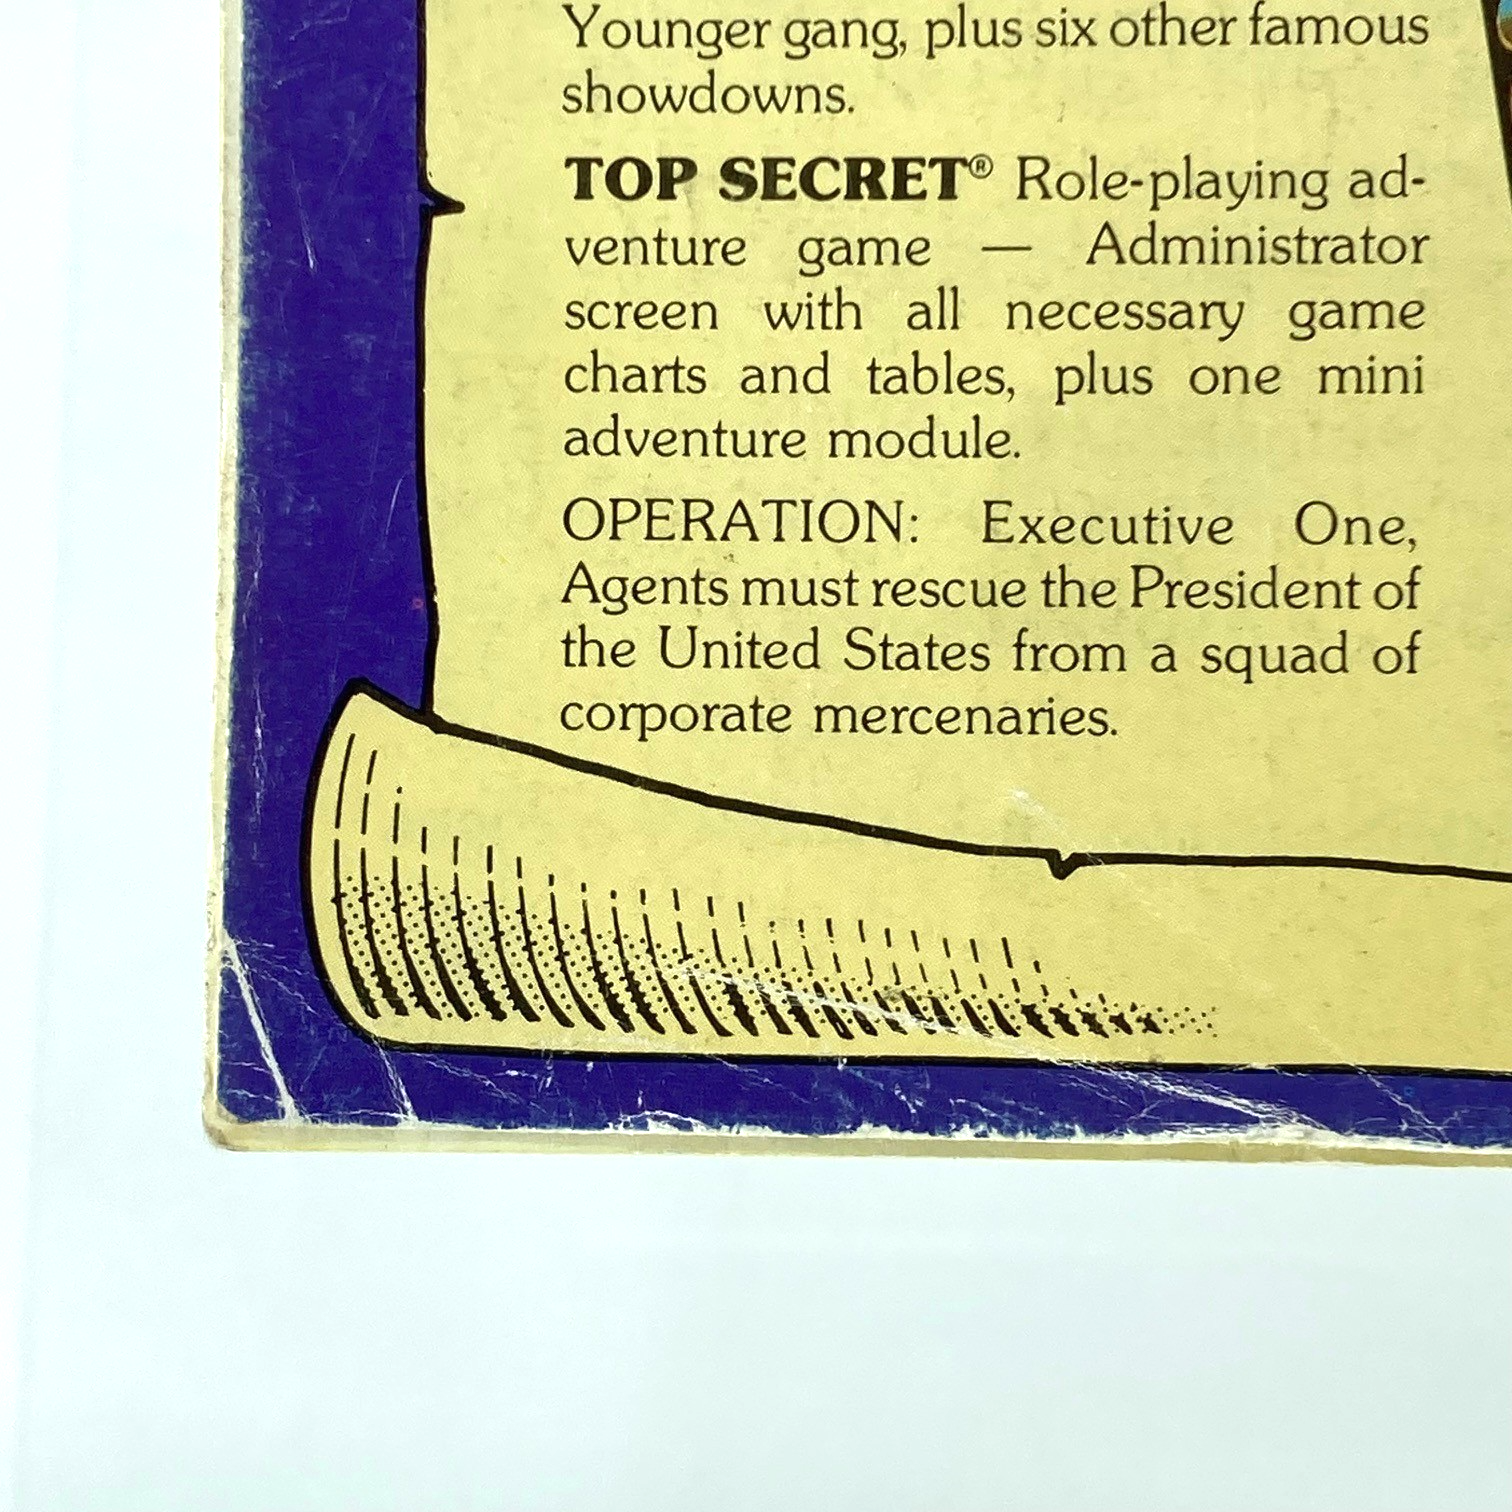 Younger gang, plus six other famous
showdowns.
TOP SECRET® Role-playing ad-
venture game — Administrator
screen with all necessary game
charts and tables, plus one mini
adventure module.
OPERATION: Executive One,
Agents must rescue the President of
the United States from a squad of
corporate mercenaries.